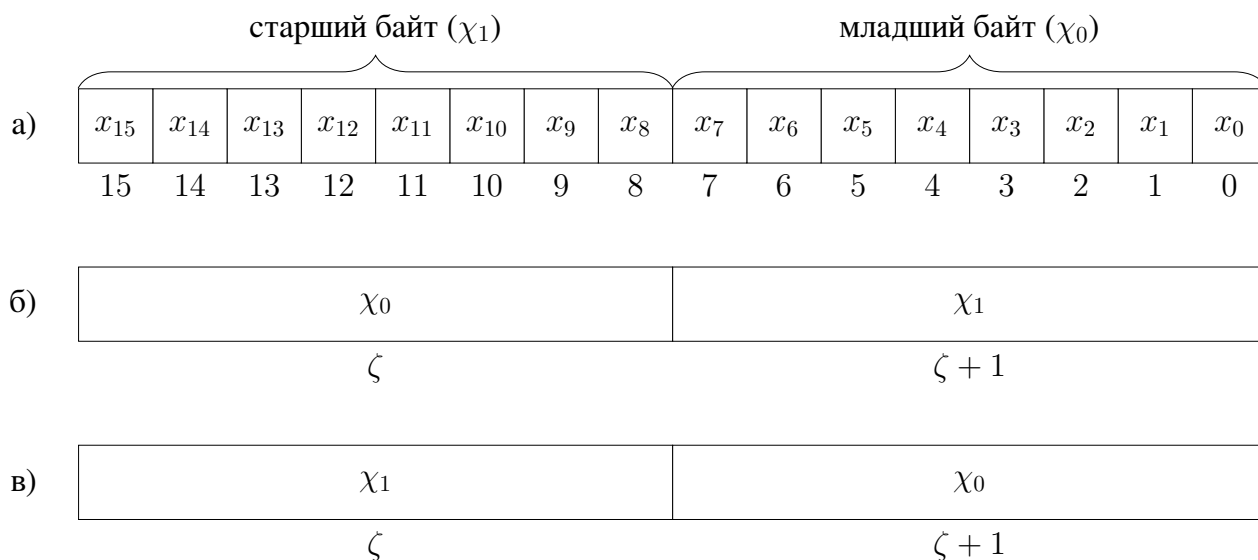 старший байт (χ₁) младший байт (χ₀)
а) x₁₅ x₁₄ x₁₃ x₁₂ x₁₁ x₁₀ x₉ x₈ x₇ x₆ x₅ x₄ x₃ x₂ x₁ x₀
15 14 13 12 11 10 9 8 7 6 5 4 3 2 1 0
б) χ₀ χ₁
ζ ζ + 1
в) χ₁ χ₀
ζ ζ + 1